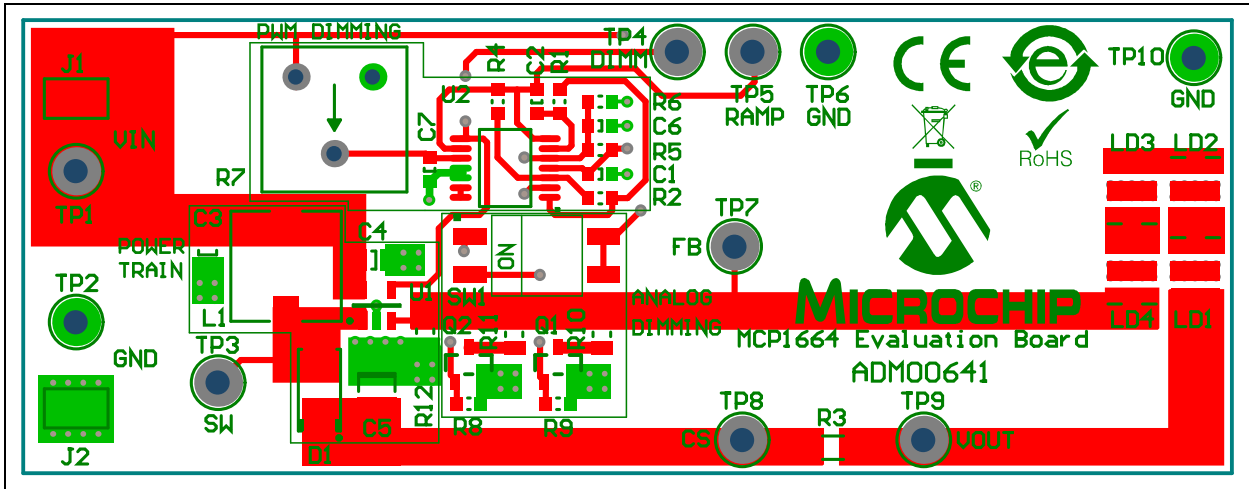 PWM DIMMING
TP4
DIMM
J1
VIN
TP1
R7
R4
C2
R1
U2
C7
TP5
RAMP
TP6
GND
R6
C6
R5
C1
R2
CE
e
RoHS
®
TP10
GND
LD3
LD2
C3
POWER
TRAIN
L1
C4
U1
SW1
ON
TP7
FB
ANALOG
DIMMING
TP2
GND
TP3
SW
J2
D1
C5
R12
Q2
R11
Q1
R10
R8
R9
MICROCHIP
MCP1664 Evaluation Board
ADM00641
LD4
LD1
TP8
CS
R3
TP9
VOUT